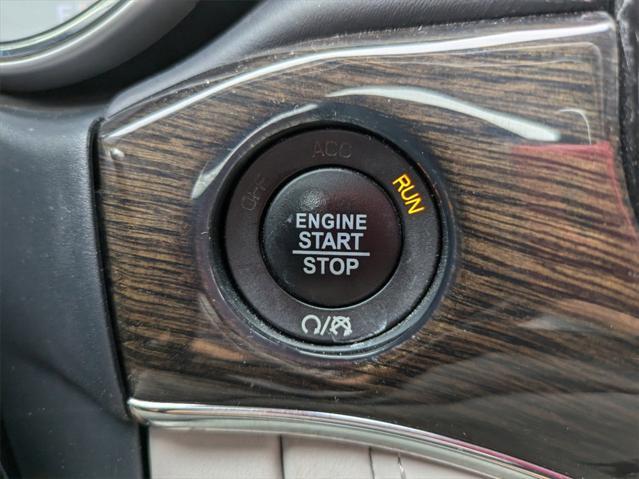 ACC
OFF
RUN
ENGINE
START
STOP